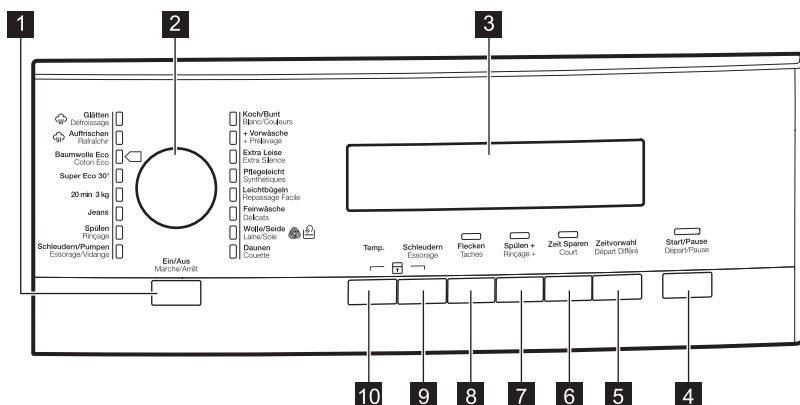 1
2
3
Glätten
Défroissage
Auffrischen
Rafraîchir
Baumwolle Eco
Coton Eco
Super Eco 30°
20 min 3 kg
Jeans
Spülen
Rinçage
Schleudern/Pumpen
Essorage/Vidange
Koch/Bunt
Blanc/Couleurs
+ Vorwäsche
+ Prélavage
Extra Leise
Extra Silence
Pflegeleicht
Synthétiques
Leichtbügeln
Repassage Facile
Feinwäsche
Délicats
Wolle/Seide
Laine/Soie
Daunen
Couette
Ein/Aus
Marche/Arrêt
Temp.
Schleudern
Essorage
Flecken
Taches
Spülen +
Rinçage +
Zeit Sparen
Court
Zeitvorwahl
Départ Différé
Start/Pause
Départ/Pause
10
9
8
7
6
5
4